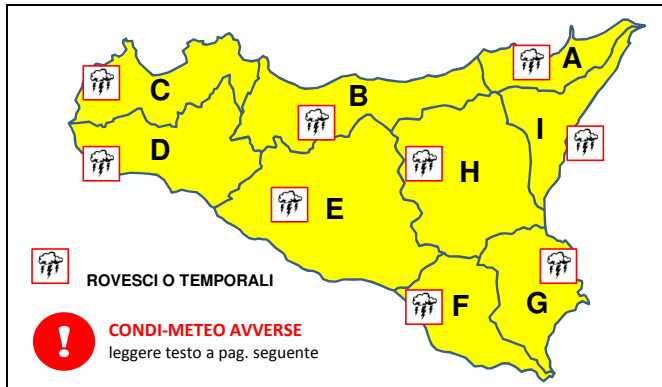 A
C
B
I
D
H
E
F
G
ROVESCI O TEMPORALI
!
CONDI-METEO AVVERSE
leggere testo a pag. seguente